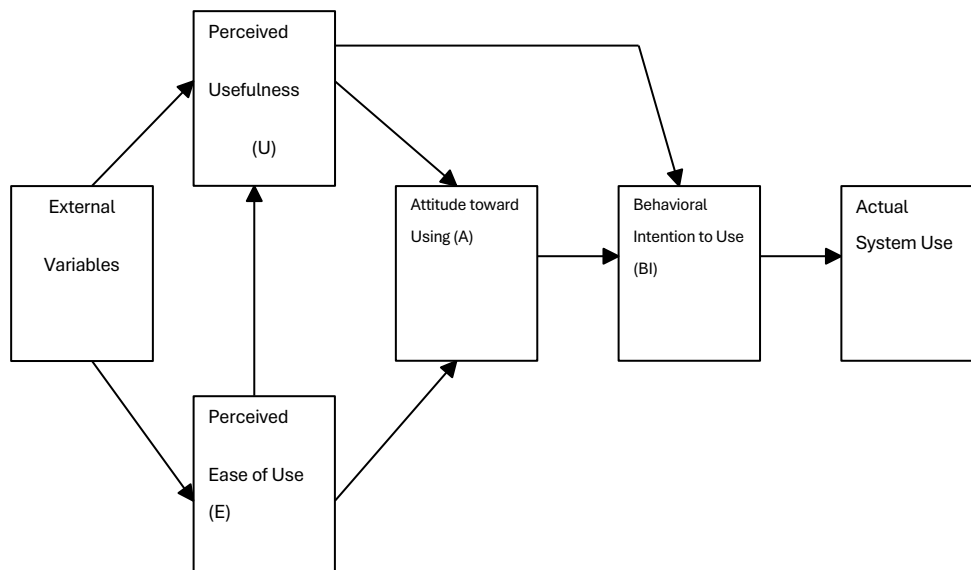 Perceived
Usefulness
(U)
External
Variables
Attitude toward
Using (A)
Behavioral
Intention to Use
(BI)
Actual
System Use
Perceived
Ease of Use
(E)